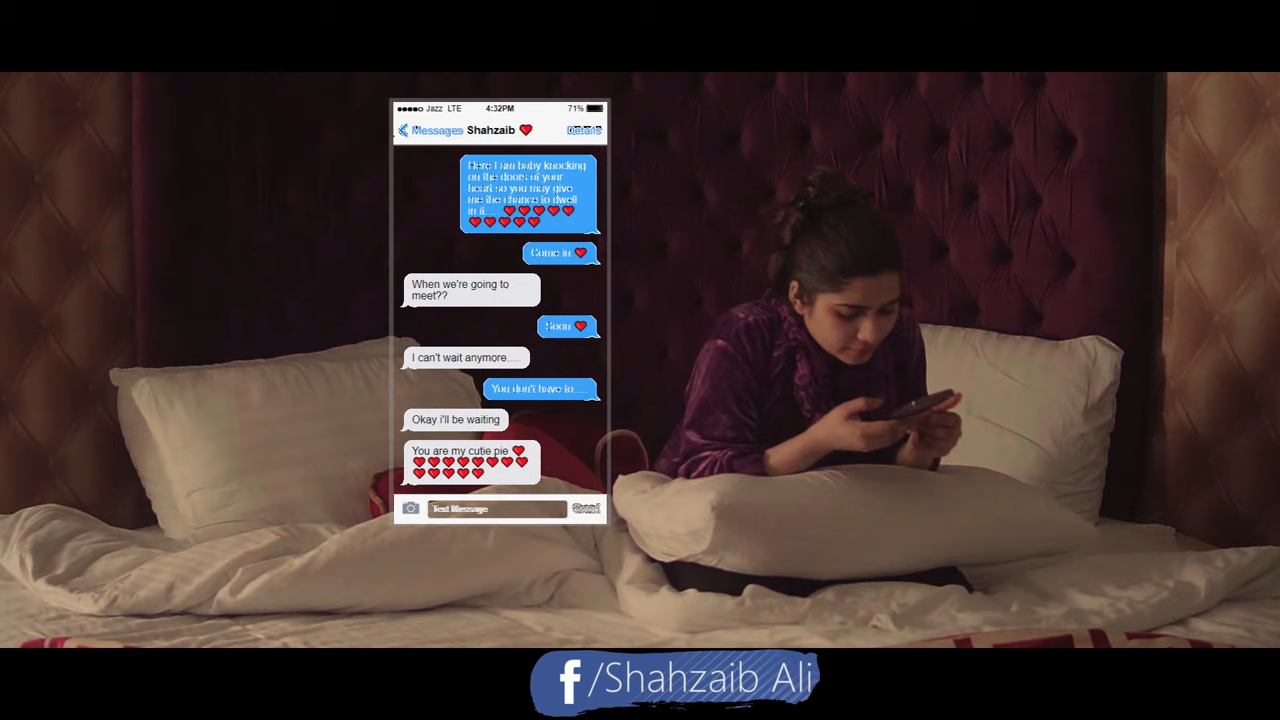 Jazz LTE 4:32PM 71%
Messages Shahzaib ❤ Details
Here I am baby knocking
on the doors of your
heart so you may give
me the chance to dwell
in it..... ❤❤❤❤❤
❤❤❤❤❤
Come in ❤
When we're going to
meet??
Soon ❤
I can't wait anymore.....
You don't have to.....
Okay i'll be waiting
You are my cutie pie ❤
❤❤❤❤❤❤❤❤
❤❤❤❤❤
Text Message Send
f/Shahzaib Ali